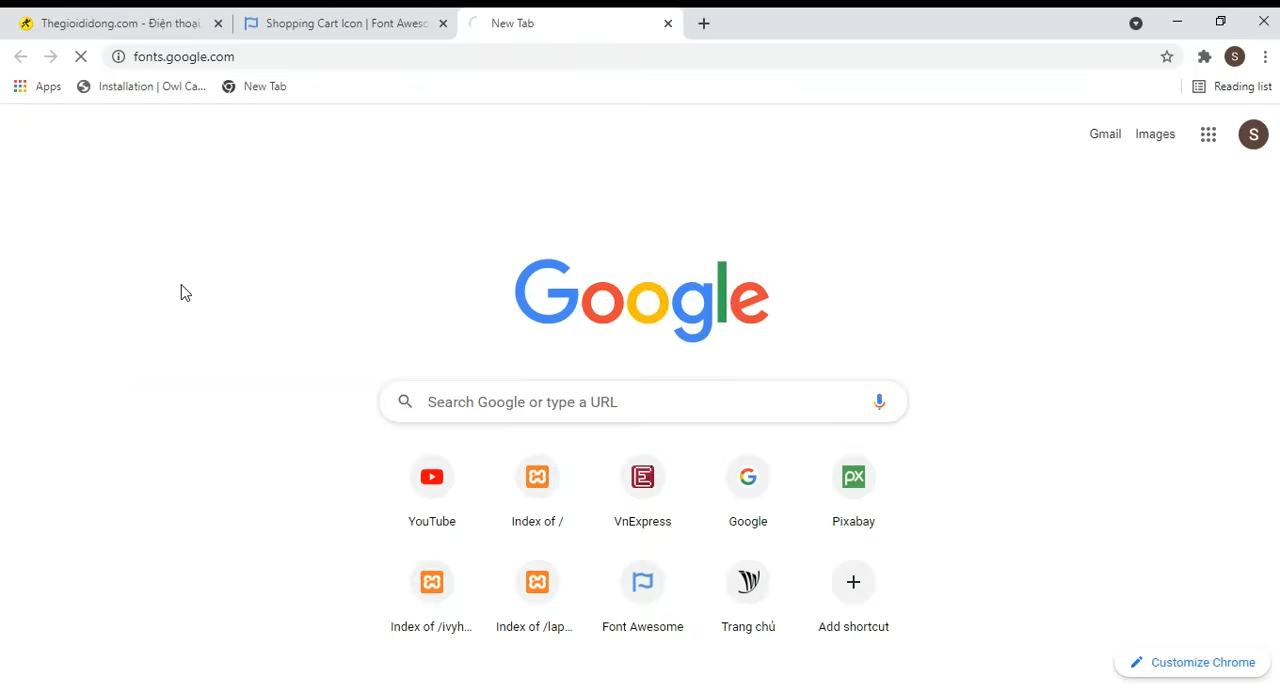 Thegioididong.com - Điện thoại
Shopping Cart Icon | Font Aweso
New Tab
fonts.google.com
S
Apps
Installation | Owl Ca...
New Tab
Reading list
Gmail
Images
S
Google
Search Google or type a URL
YouTube
Index of /
VnExpress
Google
Pixabay
Index of /ivyh...
Index of /lap...
Font Awesome
Trang chủ
Add shortcut
Customize Chrome